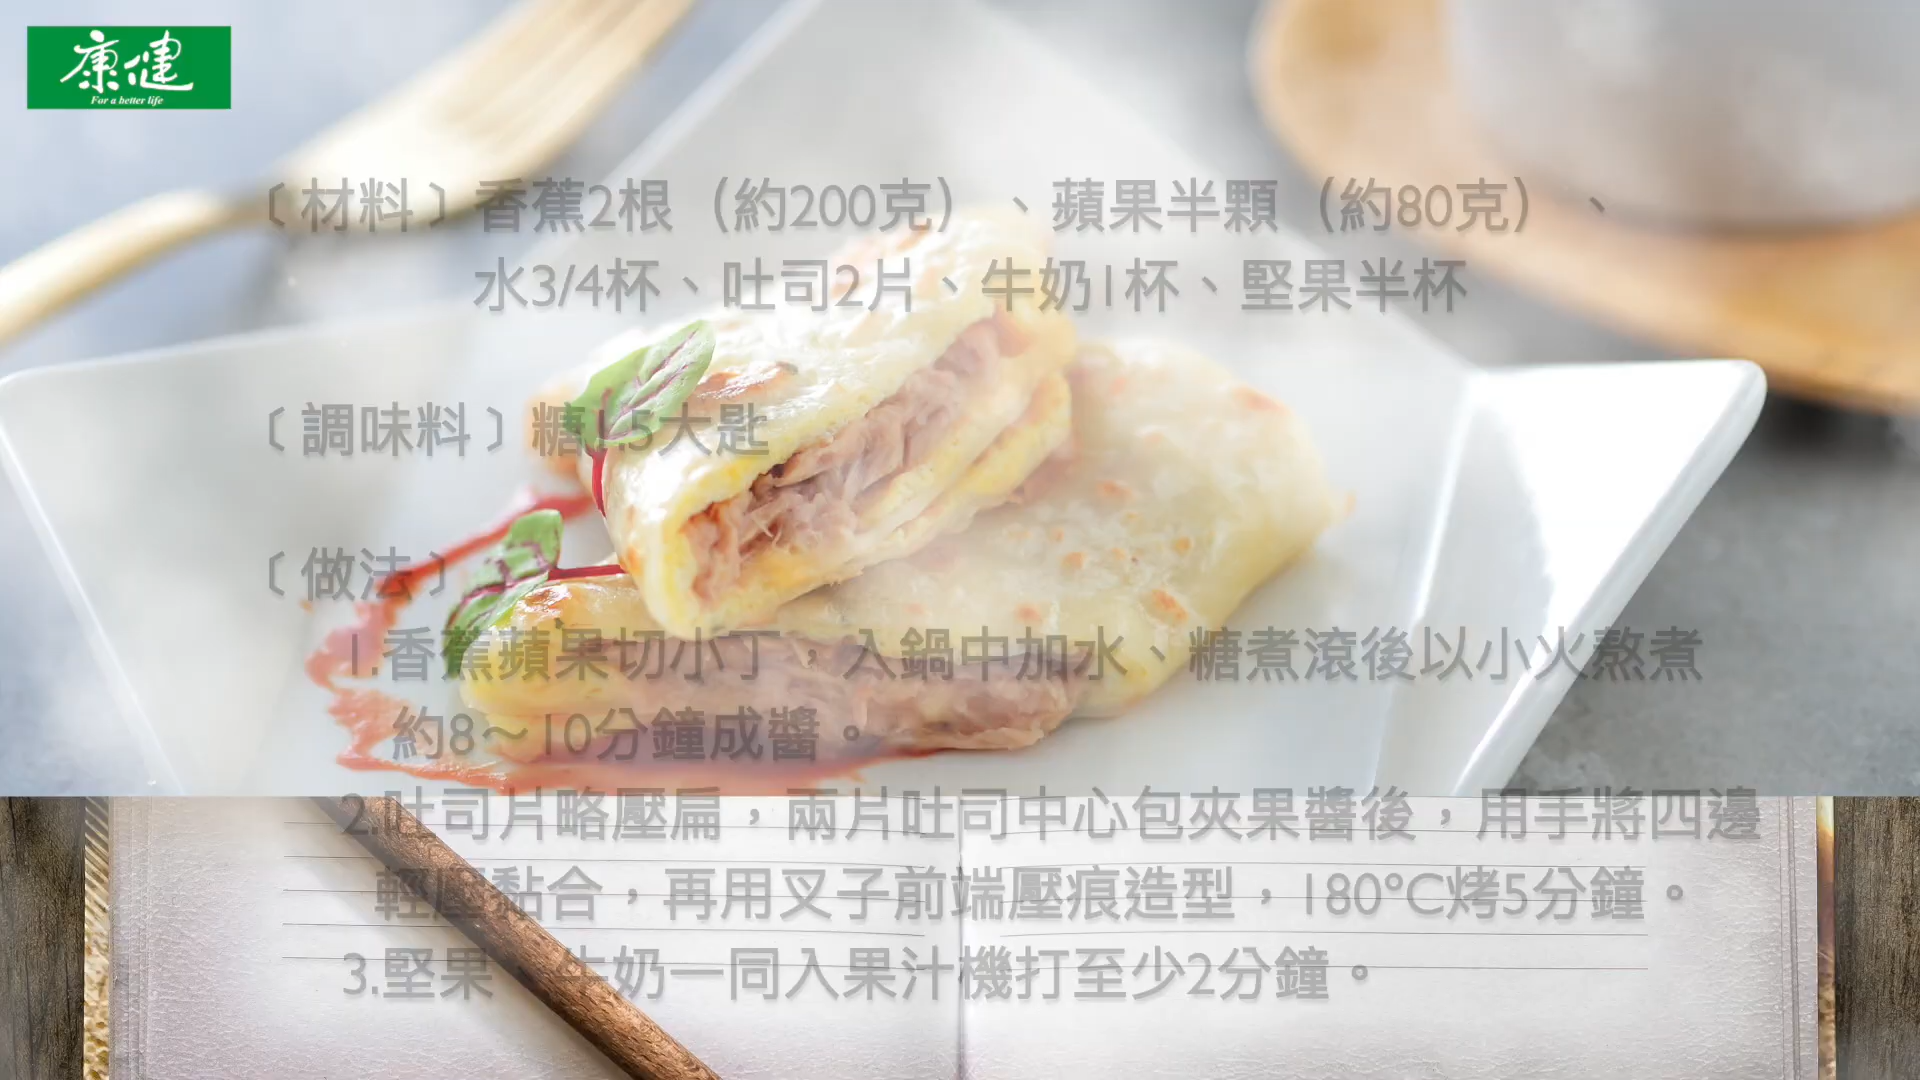 康健
For a better life
〔材料〕香蕉2根（約200克）、蘋果半顆（約80克）、
水3/4杯、吐司2片、牛奶1杯、堅果半杯
〔調味料〕糖1.5大匙
〔做法〕
1.香蕉蘋果切小丁，入鍋中加水、糖煮滾後以小火熬煮
約8～10分鐘成醬。
2.吐司片略壓扁，兩片吐司中心包夾果醬後，用手將四邊
輕壓黏合，再用叉子前端壓痕造型，180°C烤5分鐘。
3.堅果、牛奶一同入果汁機打至少2分鐘。